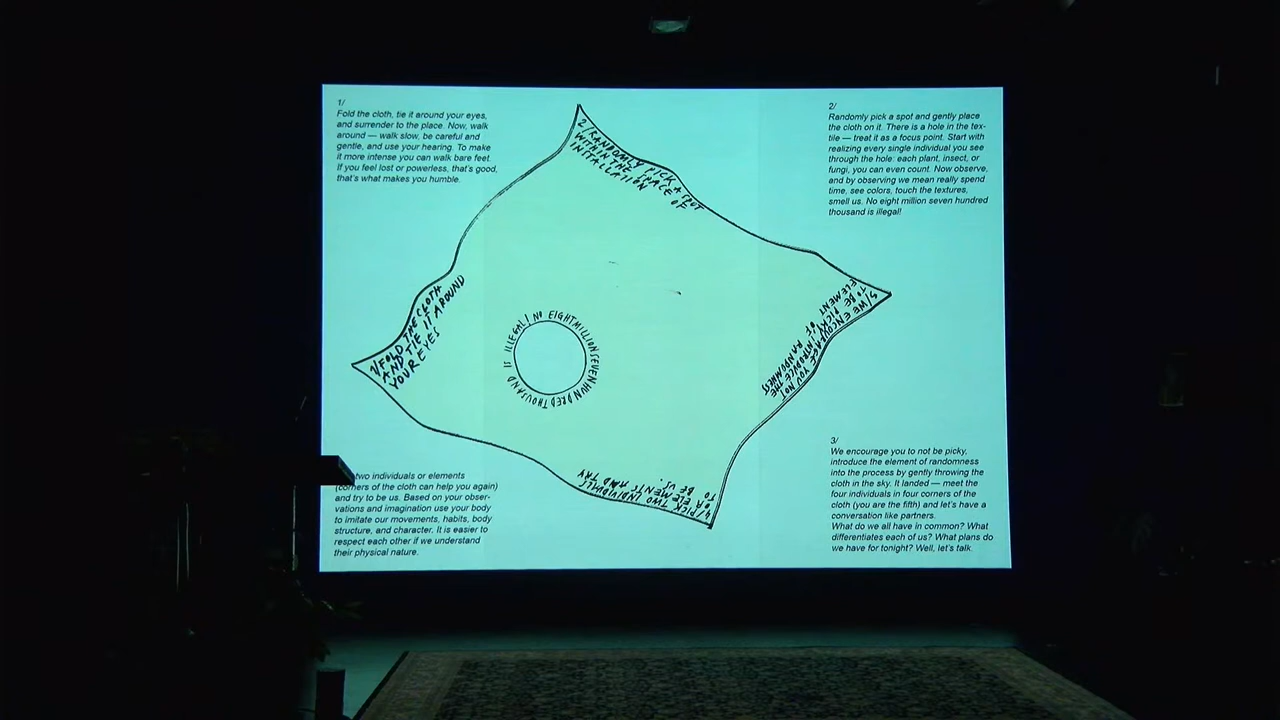 1/
Fold the cloth, tie it around your eyes,
and surrender to the place. Now, walk
around — walk slow, be careful and
gentle, and use your hearing. To make
it more intense you can walk bare feet.
If you feel lost or powerless, that's good,
that's what makes you humble.
2/
Randomly pick a spot and gently place
the cloth on it. There is a hole in the tex-
tile — treat it as a focus point. Start with
realizing every single individual you see
through the hole: each plant, insect, or
fungi, you can even count. Now observe,
and by observing we mean really spend
time, see colors, touch the textures,
smell us. No eight million seven hundred
thousand is illegal!
2. RANDOMLY PICK A SPOT
WITHIN THE PLACE OF
INSTALLATION
1/ FOLD THE CLOTH
AND TIE IT AROUND
YOUR EYES
NO EIGHT MILLION SEVEN HUNDRED THOUSAND IS ILLEGAL!
3/ WE ENCOURAGE YOU NOT
TO BE PICKY, INTRODUCE THE
ELEMENT OF RANDOMNESS
4/ PICK TWO INDIVIDUALS
OR ELEMENTS AND TRY
TO BE US.
two individuals or elements
(corners of the cloth can help you again)
and try to be us. Based on your obser-
vations and imagination use your body
to imitate our movements, habits, body
structure, and character. It is easier to
respect each other if we understand
their physical nature.
3/
We encourage you to not be picky,
introduce the element of randomness
into the process by gently throwing the
cloth in the sky. It landed — meet the
four individuals in four corners of the
cloth (you are the fifth) and let's have a
conversation like partners.
What do we all have in common? What
differentiates each of us? What plans do
we have for tonight? Well, let's talk.